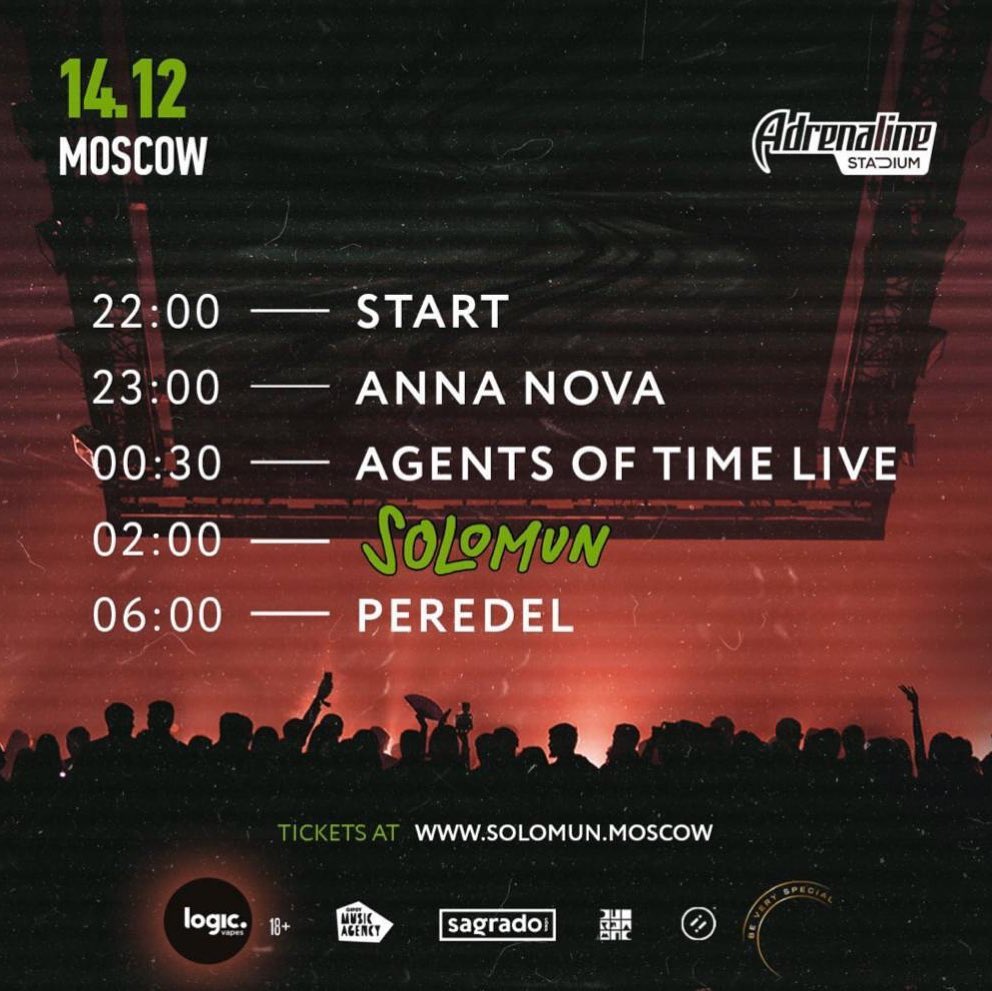 14.12
MOSCOW
Adrenaline
STADIUM
22:00 — START
23:00 — ANNA NOVA
00:30 — AGENTS OF TIME LIVE
02:00 — SOLOMUN
06:00 — PEREDEL
TICKETS AT WWW.SOLOMUN.MOSCOW
logic.
vapes
18+
MUSIC
AGENCY
sagrado
BE VERY SPECIAL